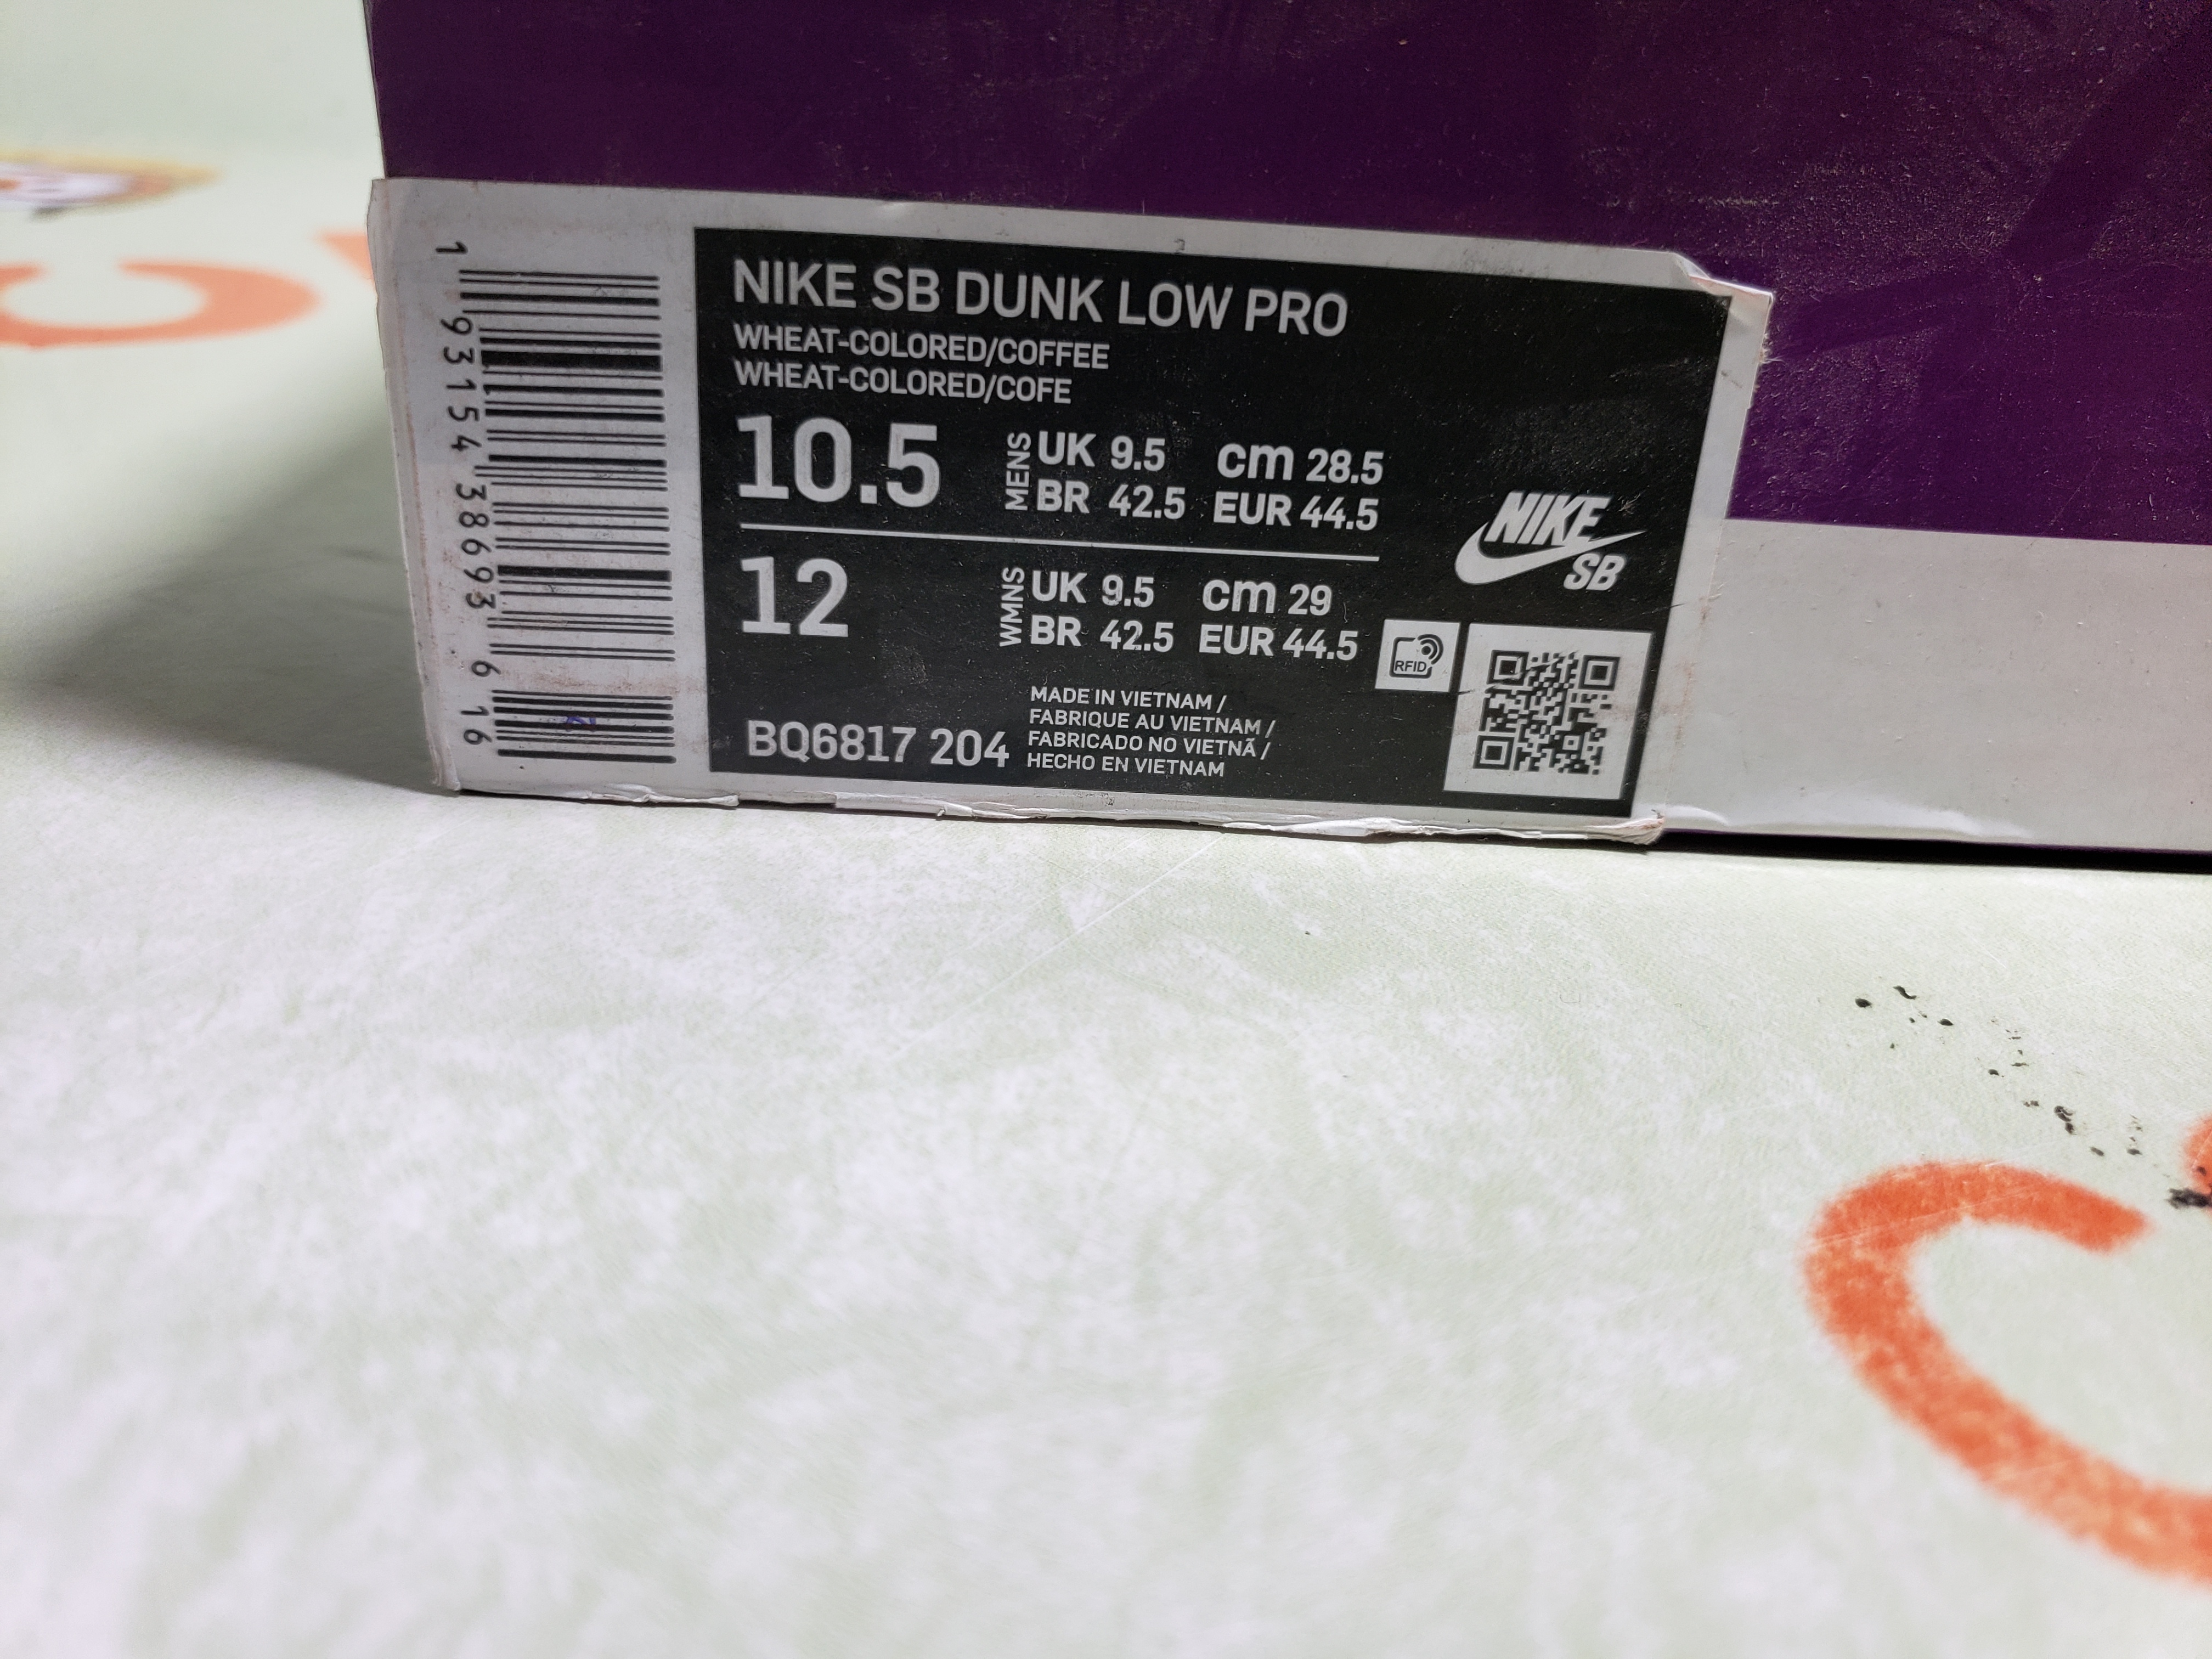 NIKE SB DUNK LOW PRO
WHEAT-COLORED/COFFEE
WHEAT-COLORED/COFE
10.5 MENS UK 9.5 cm 28.5
BR 42.5 EUR 44.5
12 WMNS UK 9.5 cm 29
BR 42.5 EUR 44.5
BQ6817 204
MADE IN VIETNAM /
FABRIQUE AU VIETNAM /
FABRICADO NO VIETNÃ /
HECHO EN VIETNAM
NIKE
SB
RFID
1 93154 38693 6 16